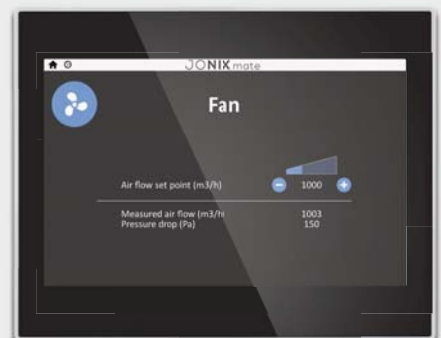 JONIX mate
Fan
Air flow set point (m3/h) 1000
Measured air flow (m3/h 1003
Pressure drop (Pa) 150